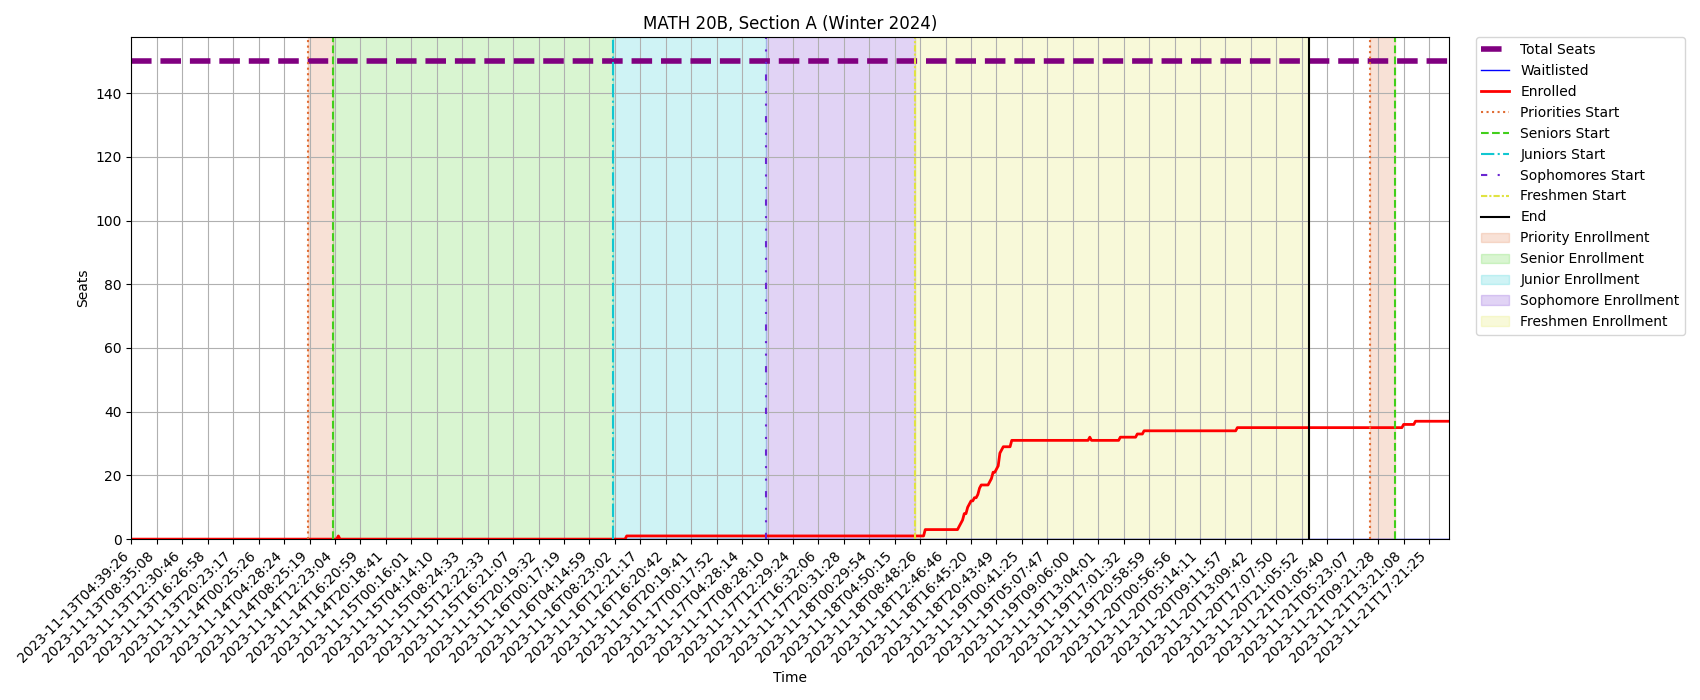 MATH 20B, Section A (Winter 2024)
Seats
140
120
100
80
60
40
20
0
2023-11-13T04:39:26
2023-11-13T08:35:08
2023-11-13T12:30:46
2023-11-13T16:26:58
2023-11-13T20:23:17
2023-11-14T00:25:26
2023-11-14T04:28:24
2023-11-14T08:25:19
2023-11-14T12:23:04
2023-11-14T16:20:59
2023-11-14T20:18:41
2023-11-15T00:16:01
2023-11-15T04:14:10
2023-11-15T08:24:33
2023-11-15T12:22:33
2023-11-15T16:21:07
2023-11-15T20:19:32
2023-11-16T00:17:19
2023-11-16T04:14:59
2023-11-16T08:23:02
2023-11-16T12:21:17
2023-11-16T16:20:42
2023-11-16T20:19:41
2023-11-17T00:17:52
2023-11-17T04:28:14
2023-11-17T08:28:10
2023-11-17T12:29:24
2023-11-17T16:32:06
2023-11-17T20:31:28
2023-11-18T00:29:54
2023-11-18T04:50:15
2023-11-18T08:48:26
2023-11-18T12:46:46
2023-11-18T16:45:20
2023-11-18T20:43:49
2023-11-19T00:41:25
2023-11-19T05:07:47
2023-11-19T09:06:00
2023-11-19T13:04:01
2023-11-19T17:01:32
2023-11-19T20:58:59
2023-11-20T00:56:56
2023-11-20T05:14:11
2023-11-20T09:11:57
2023-11-20T13:09:42
2023-11-20T17:07:50
2023-11-20T21:05:52
2023-11-21T01:05:40
2023-11-21T05:23:07
2023-11-21T09:21:28
2023-11-21T13:21:08
2023-11-21T17:21:25
Time
Total Seats
Waitlisted
Enrolled
Priorities Start
Seniors Start
Juniors Start
Sophomores Start
Freshmen Start
End
Priority Enrollment
Senior Enrollment
Junior Enrollment
Sophomore Enrollment
Freshmen Enrollment